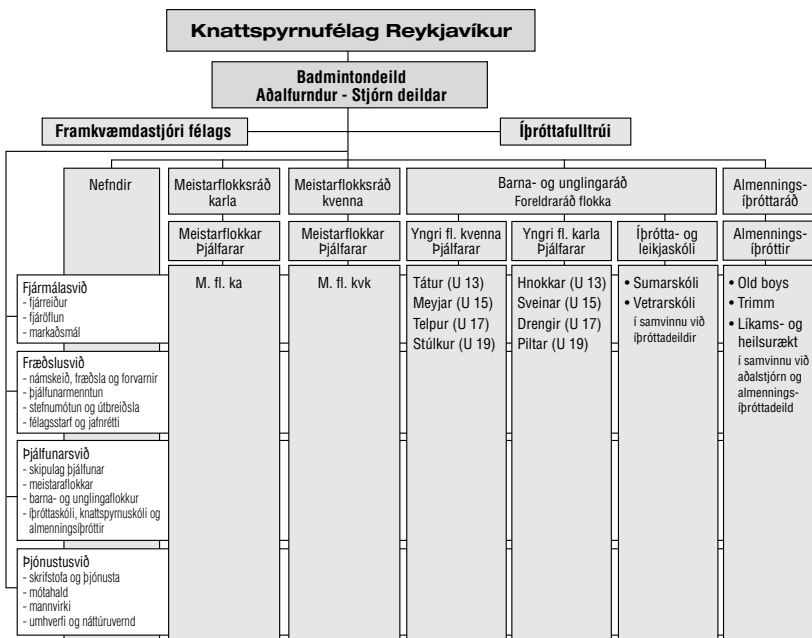 Knattspyrnufélag Reykjavíkur
Badmintondeild
Aðalfurndur - Stjórn deildar
Framkvæmdastjóri félags
Íþróttafulltrúi
Nefndir
Meistarflokksráð
karla
Meistarflokksráð
kvenna
Barna- og unglingaráð
Foreldraráð flokka
Almennings-
íþróttaráð
Meistarflokkar
Þjálfarar
Meistarflokkar
Þjálfarar
Yngri fl. kvenna
Þjálfarar
Yngri fl. karla
Þjálfarar
Íþrótta- og
leikjaskóli
Almennings-
íþróttir
M. fl. ka
M. fl. kvk
Tátur (U 13)
Meyjar (U 15)
Telpur (U 17)
Stúlkur (U 19)
Hnokkar (U 13)
Sveinar (U 15)
Drengir (U 17)
Piltar (U 19)
• Sumarskóli
• Vetrarskóli
í samvinnu við
íþróttadeildir
• Old boys
• Trimm
• Líkams- og
heilsurækt
í samvinnu við
aðalstjórn og
almennings-
íþróttadeild
Fjármálasvið
- fjárreiður
- fjáröflun
- markaðsmál
Fræðslusvið
- námskeið, fræðsla og forvarnir
- þjálfunarmenntun
- stefnumótun og útbreiðsla
- félagsstarf og jafnrétti
Þjálfunarsvið
- skipulag þjálfunar
- meistaraflokkar
- barna- og unglingaflokkur
- íþróttaskóli, knattspyrnuskóli og
almenningsíþróttir
Þjónustusvið
- skrifstofa og þjónusta
- mótahald
- mannvirki
- umhverfi og náttúruvernd